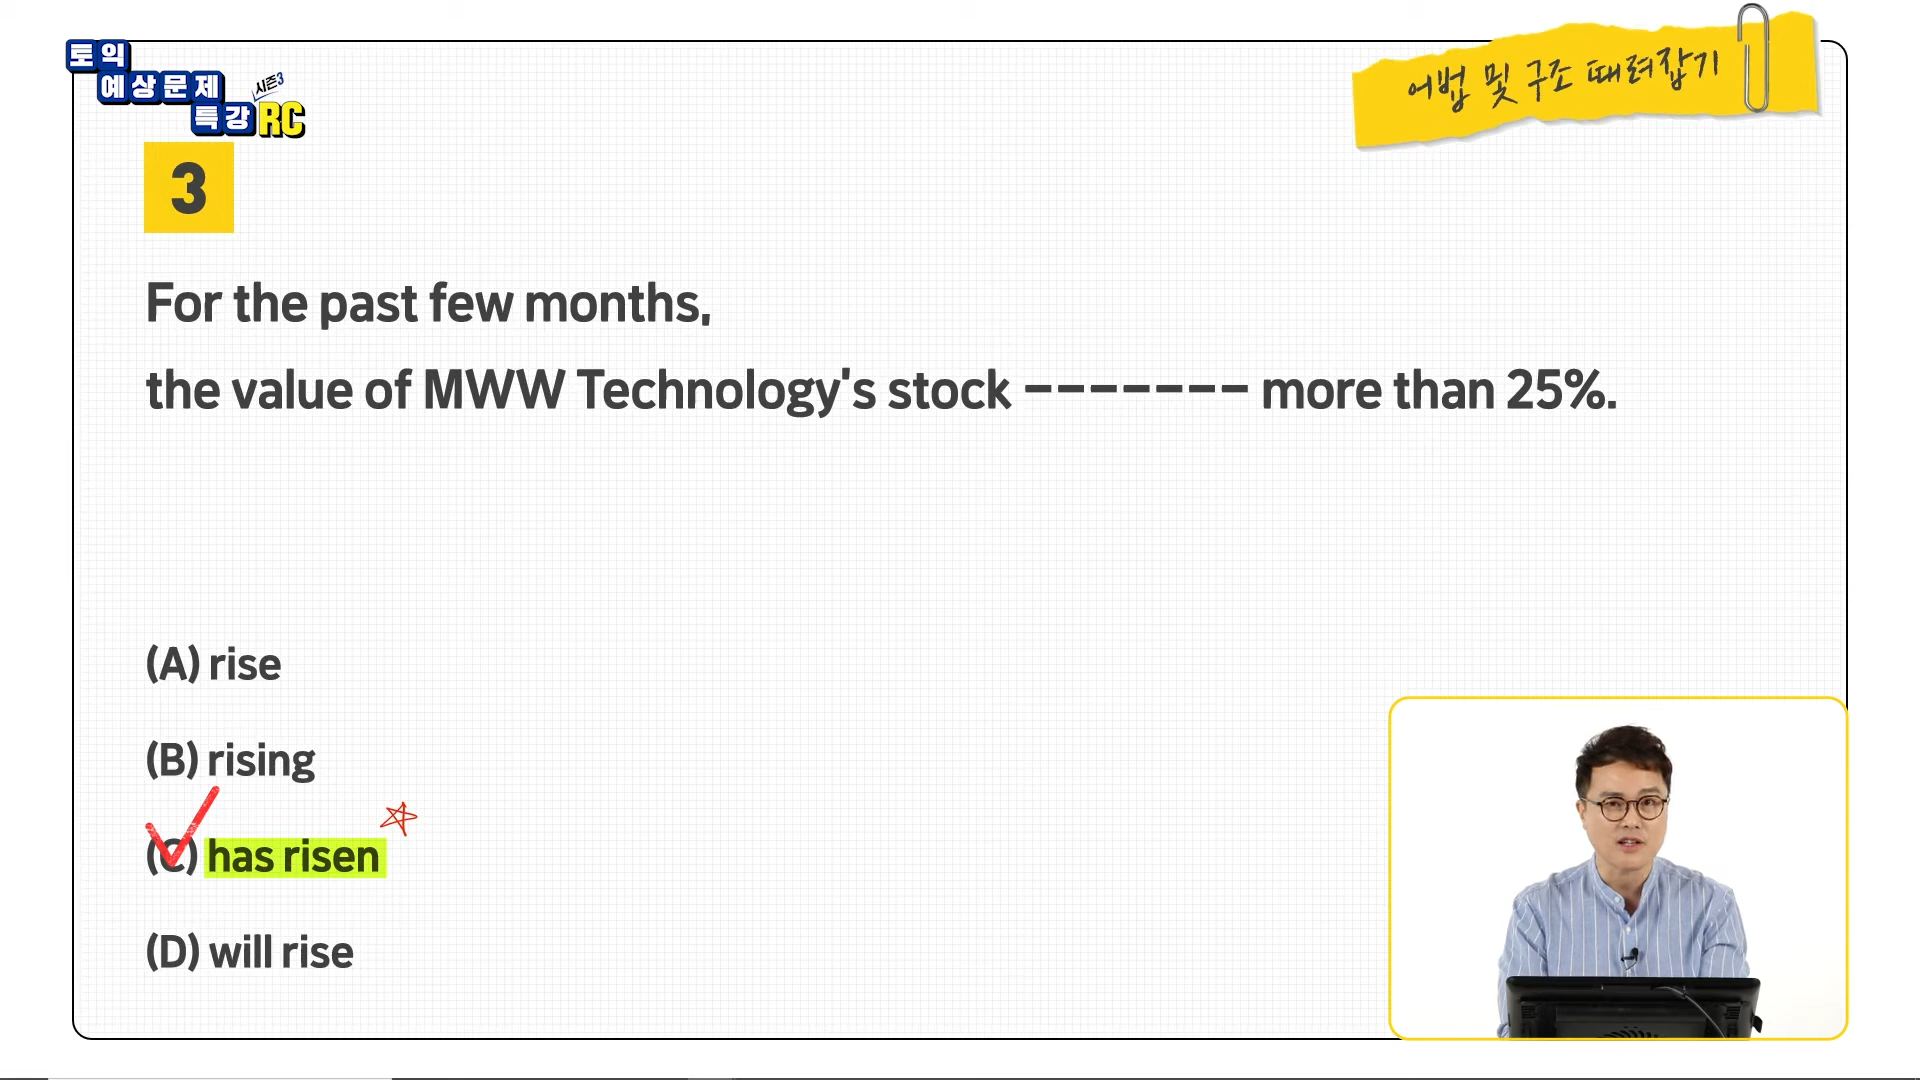 토익
예상문제 시즌3
특강 RC
어법 및 구조 때려잡기
3
For the past few months,
the value of MWW Technology's stock ------- more than 25%.
(A) rise
(B) rising
(C) has risen
(D) will rise